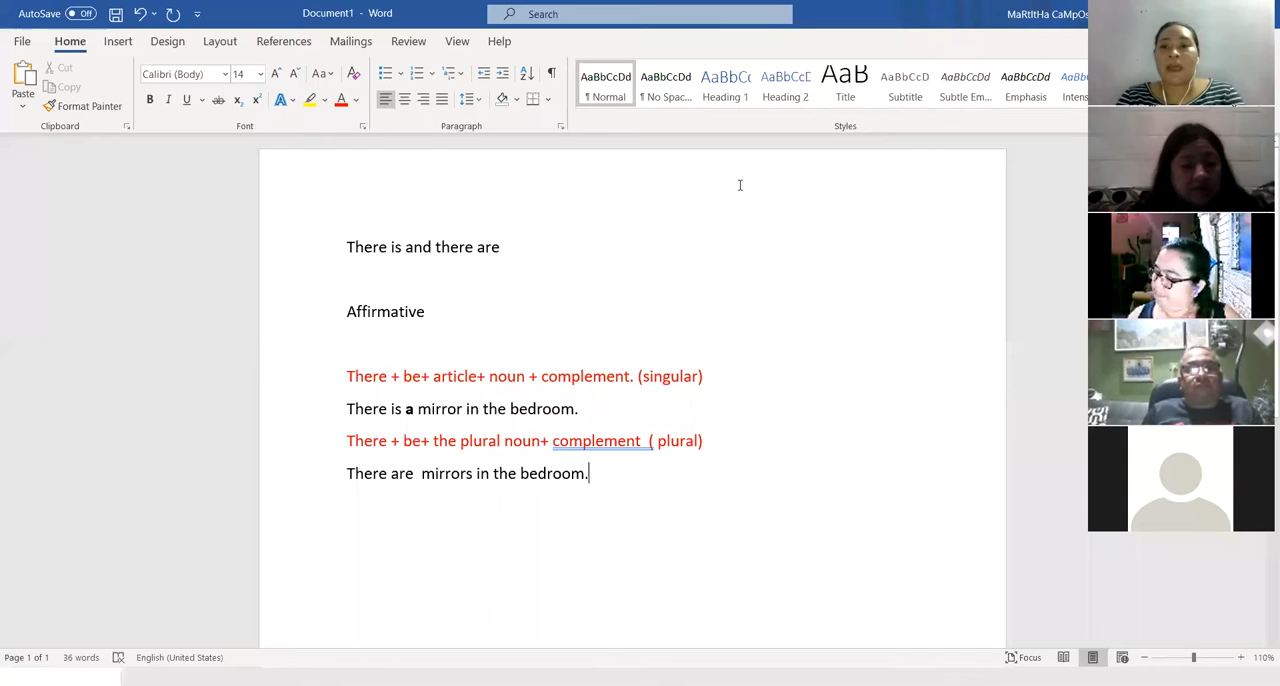 AutoSave Off Document1 - Word Search MaRtItHa CaMpOs
File Home Insert Design Layout References Mailings Review View Help
Paste Cut Copy Format Painter
Calibri (Body) 14
AaBbCcDd AaBbCcDd AaBbCc AaBbCcE AaB AaBbCcD AaBbCcDd AaBbCcDd AaBbC
¶ Normal ¶ No Spac... Heading 1 Heading 2 Title Subtitle Subtle Em... Emphasis Intens
Clipboard Font Paragraph Styles
There is and there are
Affirmative
There + be+ article+ noun + complement. (singular)
There is a mirror in the bedroom.
There + be+ the plural noun+ complement ( plural)
There are mirrors in the bedroom.
Page 1 of 1 36 words English (United States) Focus 110%